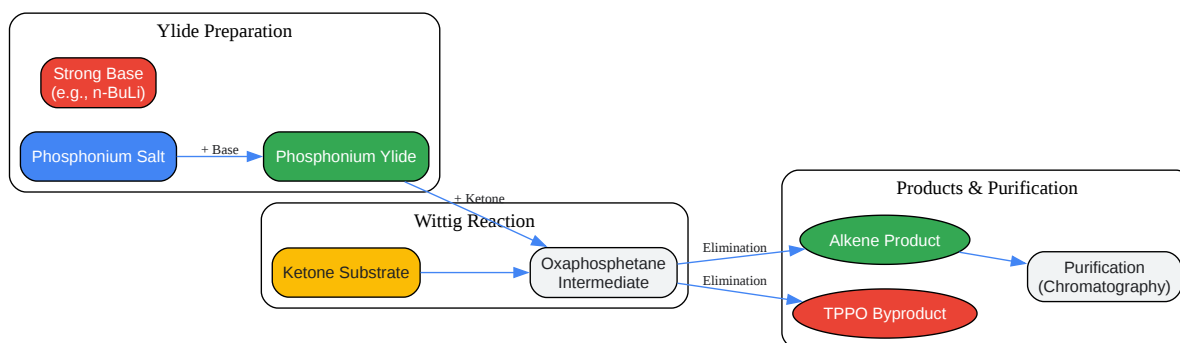 Ylide Preparation
Strong Base
(e.g., n-BuLi)
Phosphonium Salt
+ Base
Phosphonium Ylide
+ Ketone
Wittig Reaction
Ketone Substrate
Oxaphosphetane
Intermediate
Elimination
Elimination
Products & Purification
Alkene Product
TPPO Byproduct
Purification
(Chromatography)